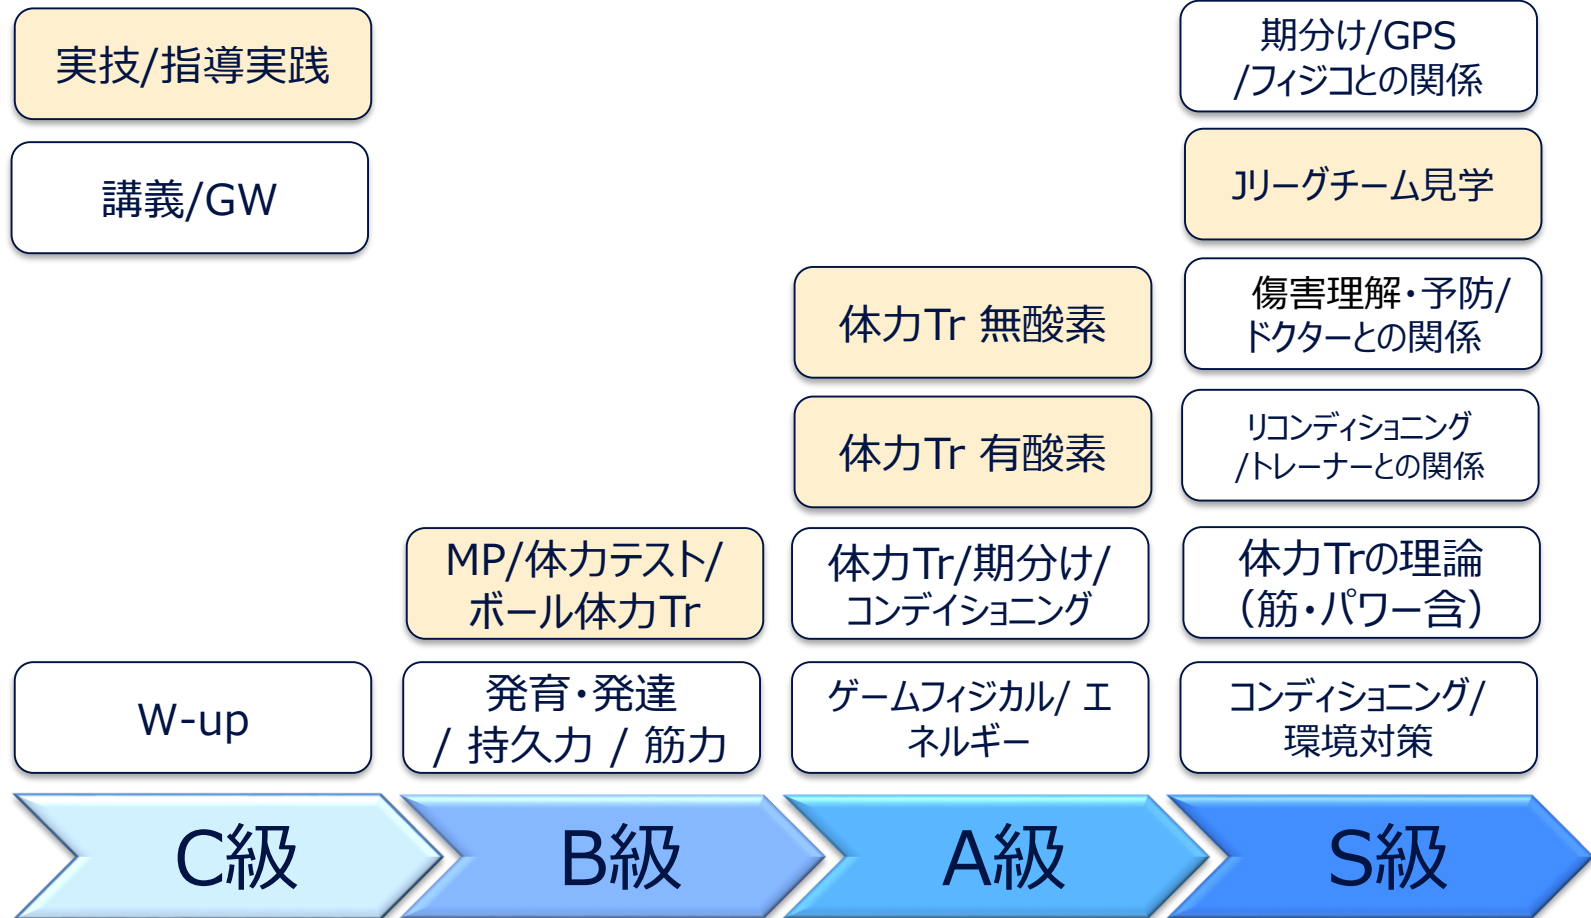 実技/指導実践
講義/GW
W-up
C級
MP/体力テスト/
ボール体力Tr
発育・発達
/ 持久力 / 筋力
B級
体力Tr 無酸素
体力Tr 有酸素
体力Tr/期分け/
コンデイショニング
ゲームフィジカル/ エ
ネルギー
A級
期分け/GPS
/フィジコとの関係
Jリーグチーム見学
傷害理解・予防/
ドクターとの関係
リコンディショニング
/トレーナーとの関係
体力Trの理論
（筋・パワー含）
コンディショニング/
環境対策
S級